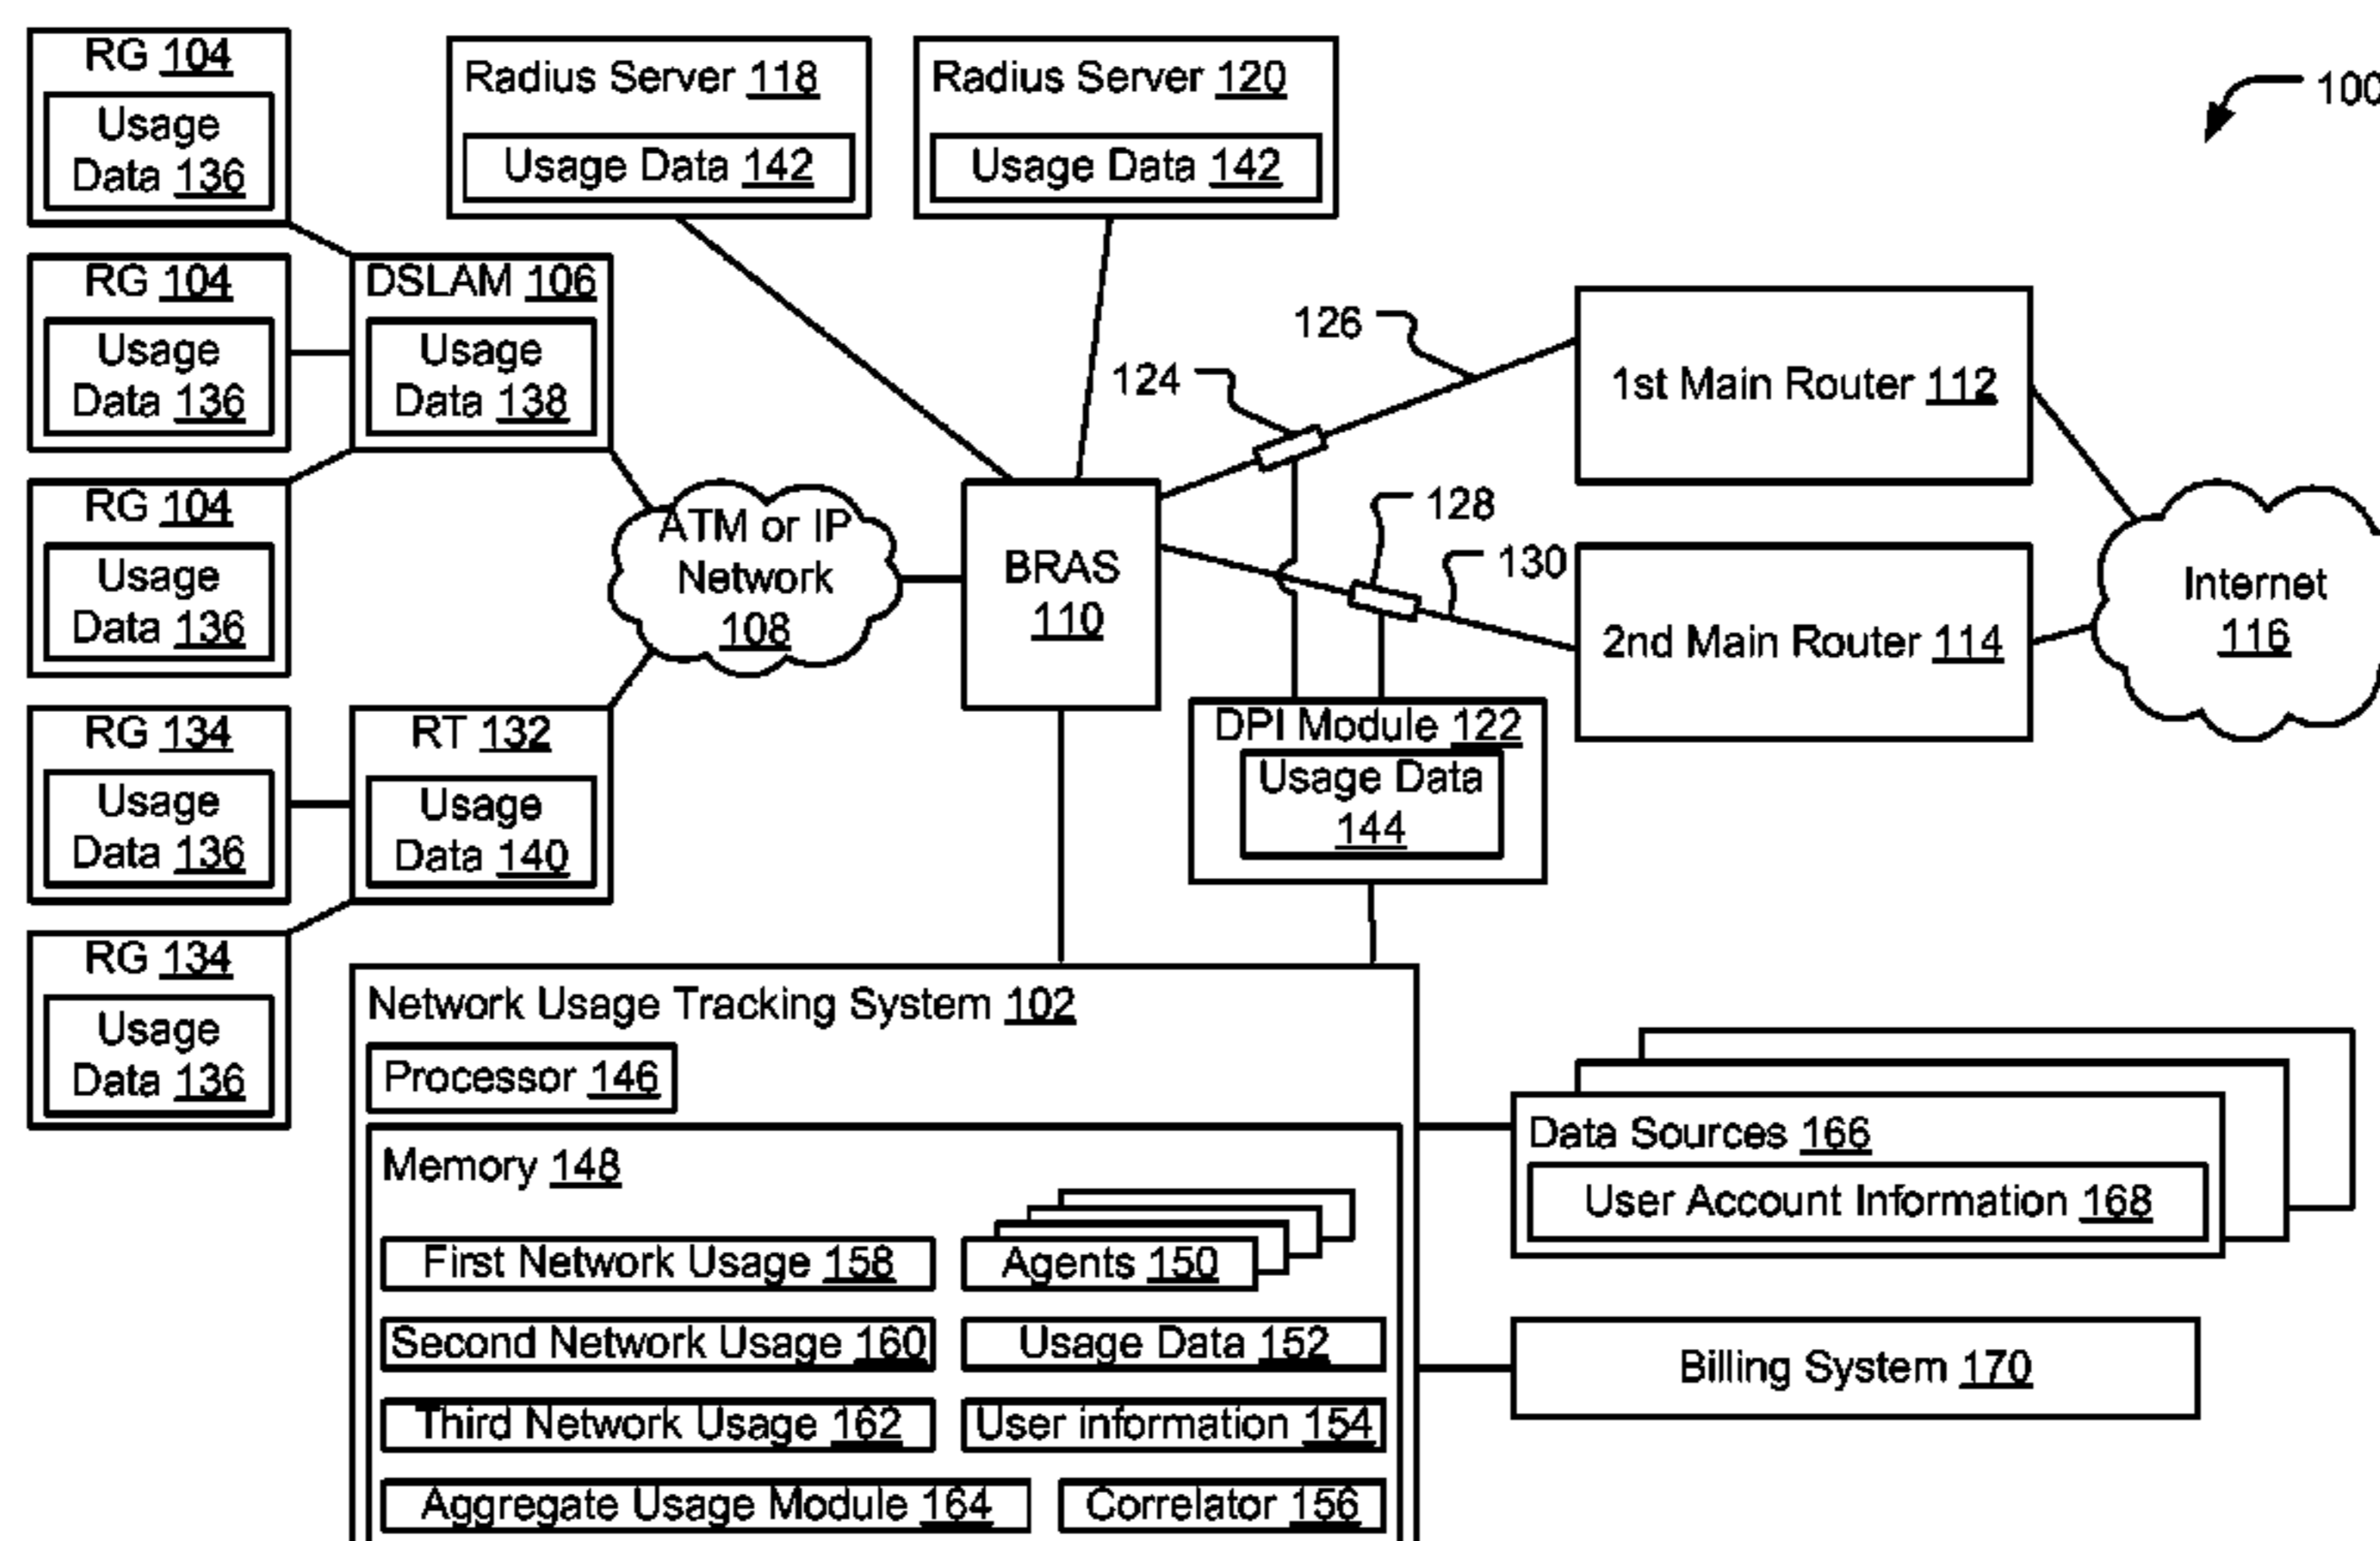 RG 104
Usage
Data 136
Radius Server 118
Usage Data 142
Radius Server 120
Usage Data 142
100
RG 104
Usage
Data 136
DSLAM 106
Usage
Data 138
126
124
1st Main Router 112
RG 104
Usage
Data 136
ATM or IP
Network
108
BRAS
110
128
130
2nd Main Router 114
Internet
116
RG 134
Usage
Data 136
RT 132
Usage
Data 140
DPI Module 122
Usage Data
144
RG 134
Usage
Data 136
Network Usage Tracking System 102
Processor 146
Memory 148
First Network Usage 158
Agents 150
Second Network Usage 160
Usage Data 152
Third Network Usage 162
User information 154
Aggregate Usage Module 164
Correlator 156
Data Sources 166
User Account Information 168
Billing System 170